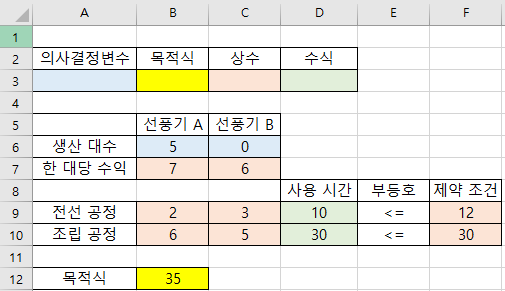 A B C D E F
1
2 의사결정변수 목적식 상수 수식
3
4
5 선풍기 A 선풍기 B
6 생산 대수 5 0
7 한 대당 수익 7 6
8 사용 시간 부등호 제약 조건
9 전선 공정 2 3 10 <= 12
10 조립 공정 6 5 30 <= 30
11
12 목적식 35